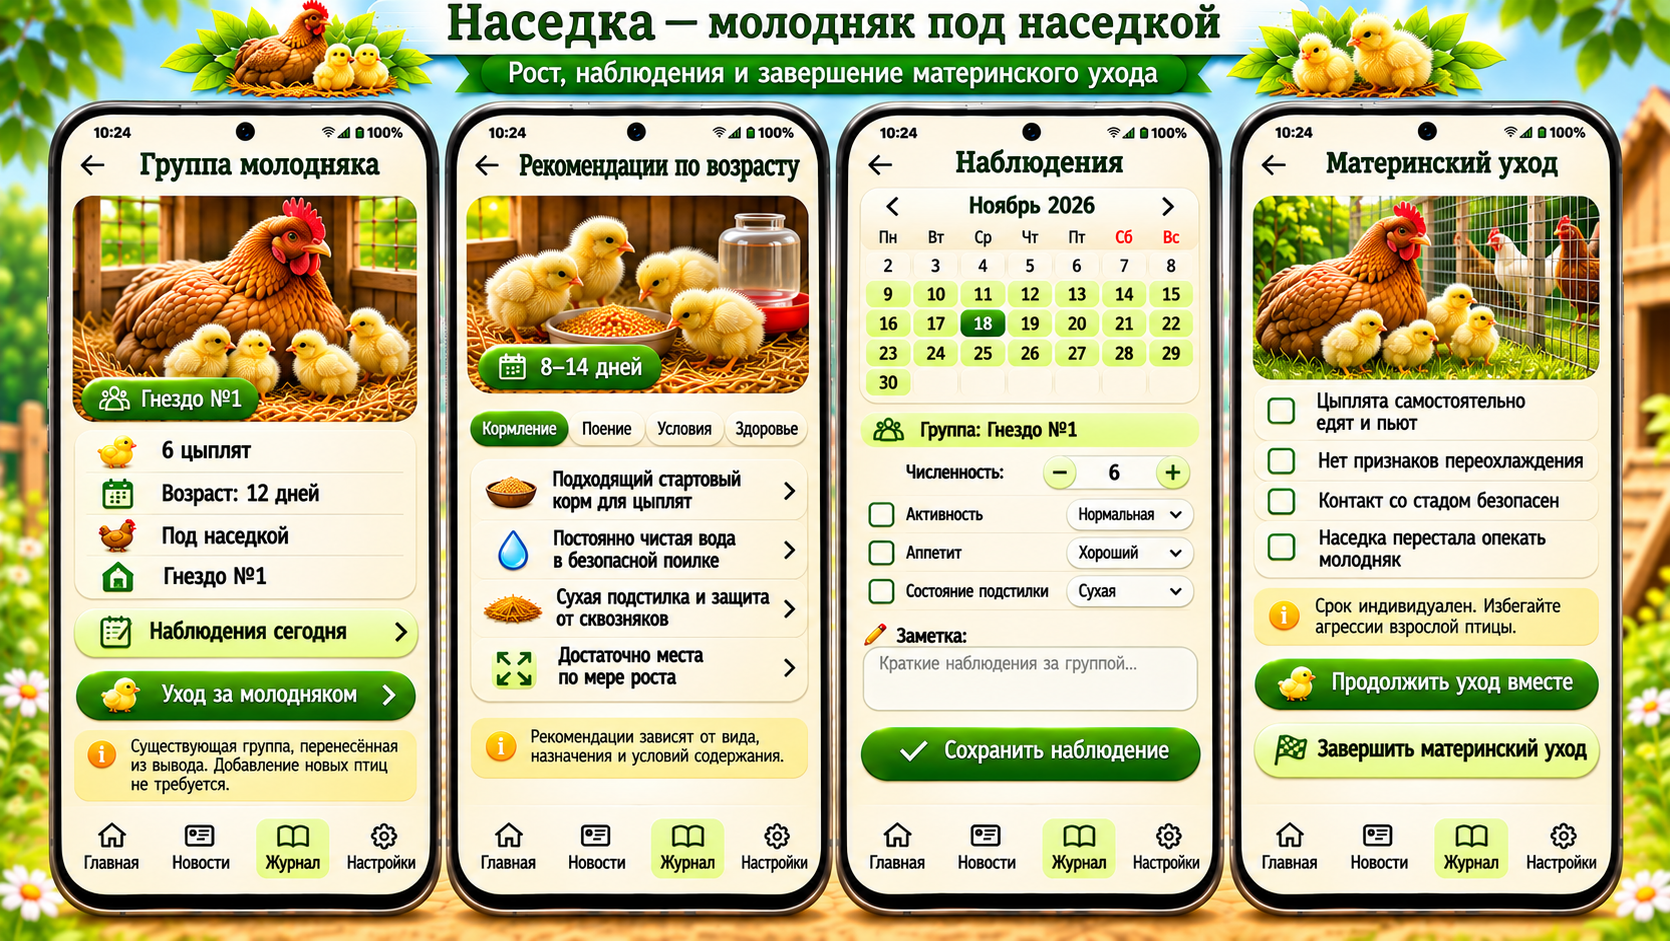 Наседка — молодняк под наседкой
Рост, наблюдения и завершение материнского ухода
10:24
100%
Группа молодняка
Гнездо №1
6 цыплят
Возраст: 12 дней
Под наседкой
Гнездо №1
Наблюдения сегодня
Уход за молодняком
Существующая группа, перенесённая
из вывода. Добавление новых птиц
не требуется.
Главная
Новости
Журнал
Настройки
10:24
100%
Рекомендации по возрасту
8–14 дней
Кормление
Поение
Условия
Здоровье
Подходящий стартовый
корм для цыплят
Постоянно чистая вода
в безопасной поилке
Сухая подстилка и защита
от сквозняков
Достаточно места
по мере роста
Рекомендации зависят от вида,
назначения и условий содержания.
Главная
Новости
Журнал
Настройки
10:24
100%
Наблюдения
Ноябрь 2026
Пн Вт Ср Чт Пт Сб Вс
2 3 4 5 6 7 8
9 10 11 12 13 14 15
16 17 18 19 20 21 22
23 24 25 26 27 28 29
30
Группа: Гнездо №1
Численность: − 6 +
Активность Нормальная
Аппетит Хороший
Состояние подстилки Сухая
Заметка:
Краткие наблюдения за группой...
Сохранить наблюдение
Главная
Новости
Журнал
Настройки
10:24
100%
Материнский уход
Цыплята самостоятельно
едят и пьют
Нет признаков переохлаждения
Контакт со стадом безопасен
Наседка перестала опекать
молодняк
Срок индивидуален. Избегайте
агрессии взрослой птицы.
Продолжить уход вместе
Завершить материнский уход
Главная
Новости
Журнал
Настройки